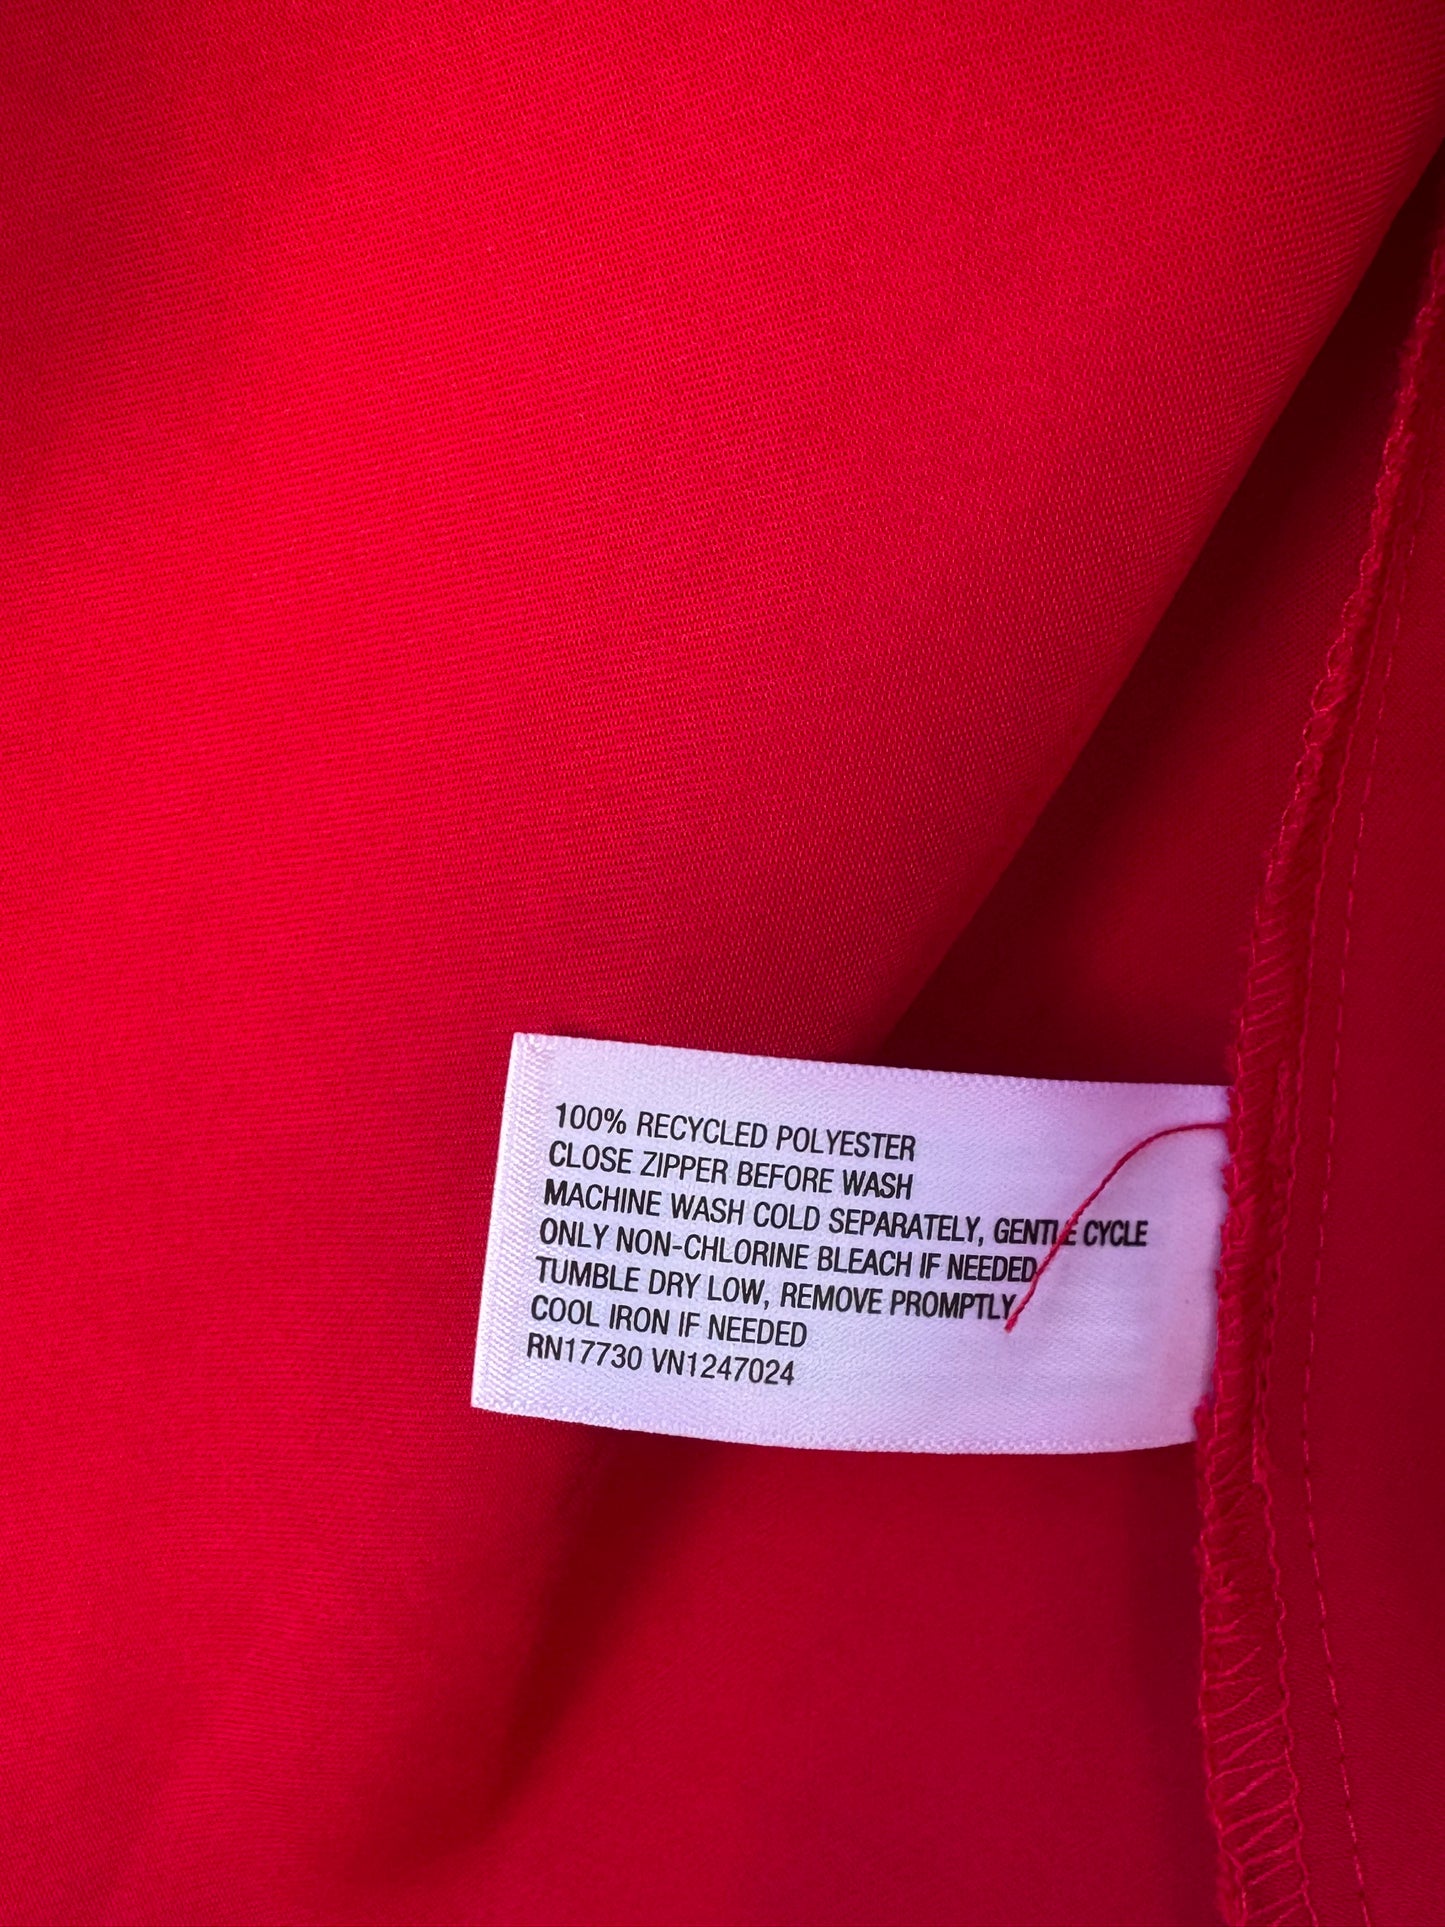 100% RECYCLED POLYESTER
CLOSE ZIPPER BEFORE WASH
MACHINE WASH COLD SEPARATELY, GENTLE CYCLE
ONLY NON-CHLORINE BLEACH IF NEEDED
TUMBLE DRY LOW, REMOVE PROMPTLY
COOL IRON IF NEEDED
RN17730 VN1247024